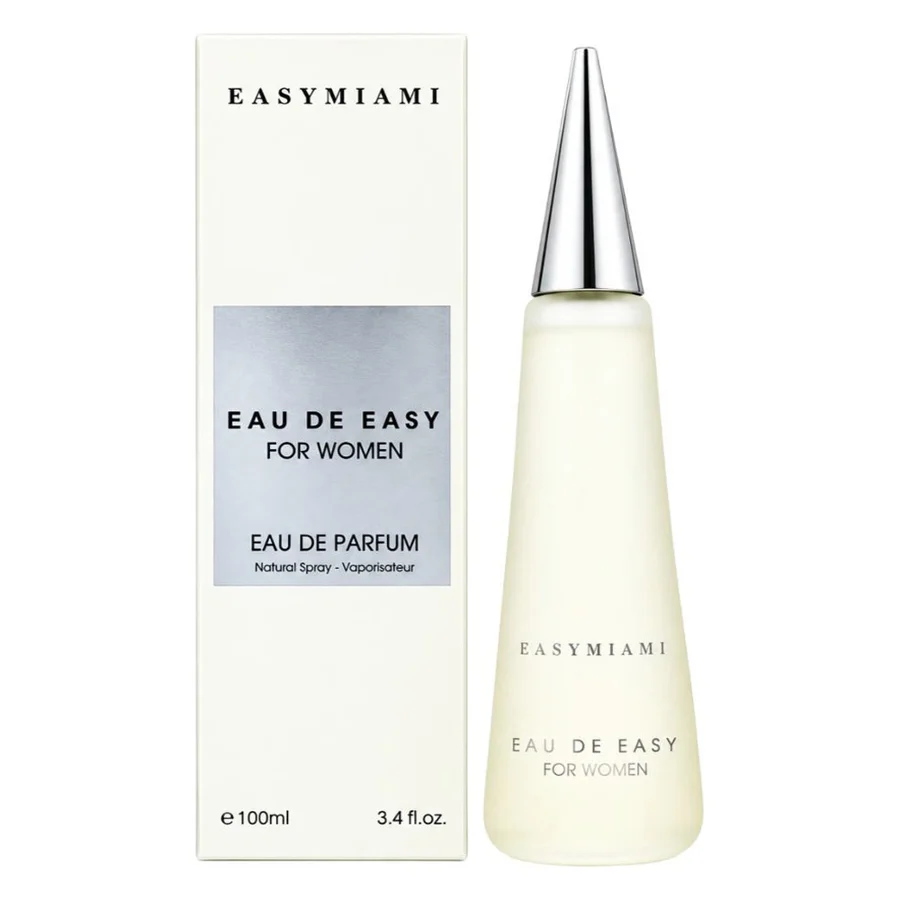 EASYMIAMI
EAU DE EASY
FOR WOMEN
EAU DE PARFUM
Natural Spray - Vaporisateur
℮100ml 3.4 fl.oz.
EASYMIAMI
EAU DE EASY
FOR WOMEN